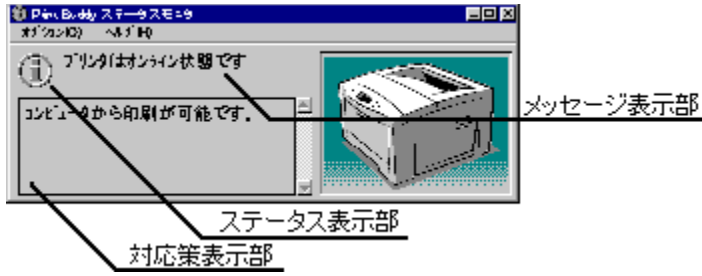 Print Buddy ステータスモニタ
オプション(O) ヘルプ(H)
プリンタはオンライン状態です
コンピュータから印刷が可能です。
メッセージ表示部
ステータス表示部
対応策表示部